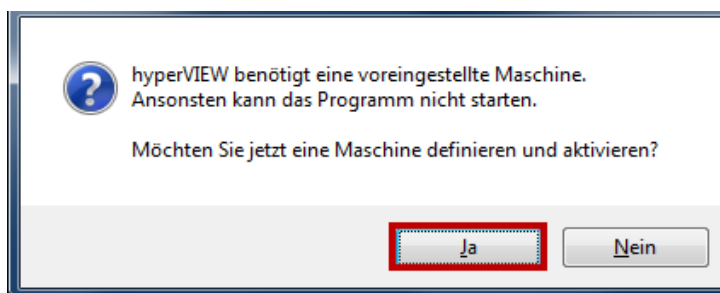 hyperVIEW benötigt eine voreingestellte Maschine.
Ansonsten kann das Programm nicht starten.
Möchten Sie jetzt eine Maschine definieren und aktivieren?
Ja Nein